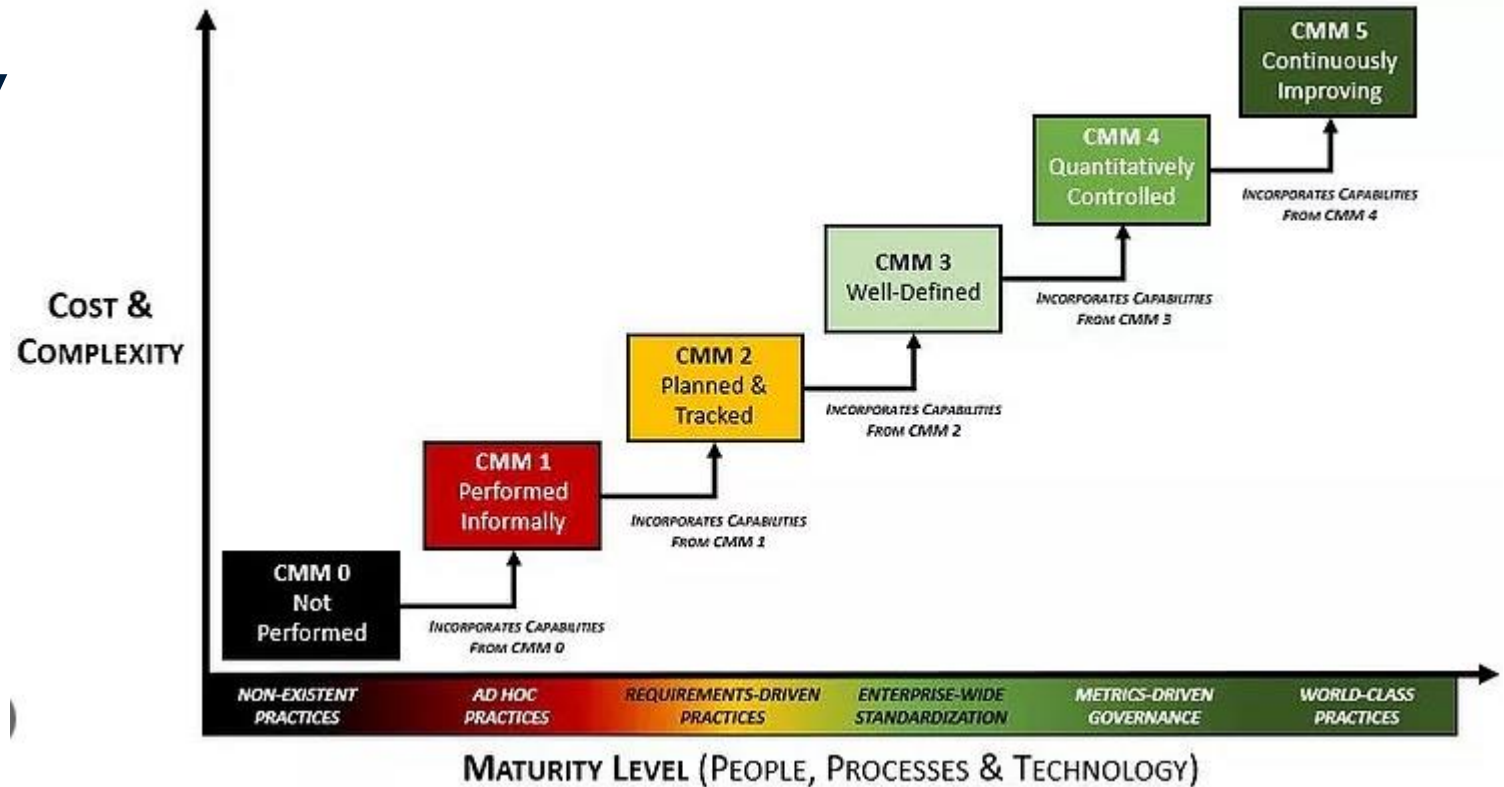 CMM 5
Continuously
Improving
CMM 4
Quantitatively
Controlled
INCORPORATES CAPABILITIES
FROM CMM 4
CMM 3
Well-Defined
INCORPORATES CAPABILITIES
FROM CMM 3
COST &
COMPLEXITY
CMM 2
Planned &
Tracked
INCORPORATES CAPABILITIES
FROM CMM 2
CMM 1
Performed
Informally
INCORPORATES CAPABILITIES
FROM CMM 1
CMM 0
Not
Performed
INCORPORATES CAPABILITIES
FROM CMM 0
NON-EXISTENT
PRACTICES
AD HOC
PRACTICES
REQUIREMENTS-DRIVEN
PRACTICES
ENTERPRISE-WIDE
STANDARDIZATION
METRICS-DRIVEN
GOVERNANCE
WORLD-CLASS
PRACTICES
MATURITY LEVEL (PEOPLE, PROCESSES & TECHNOLOGY)